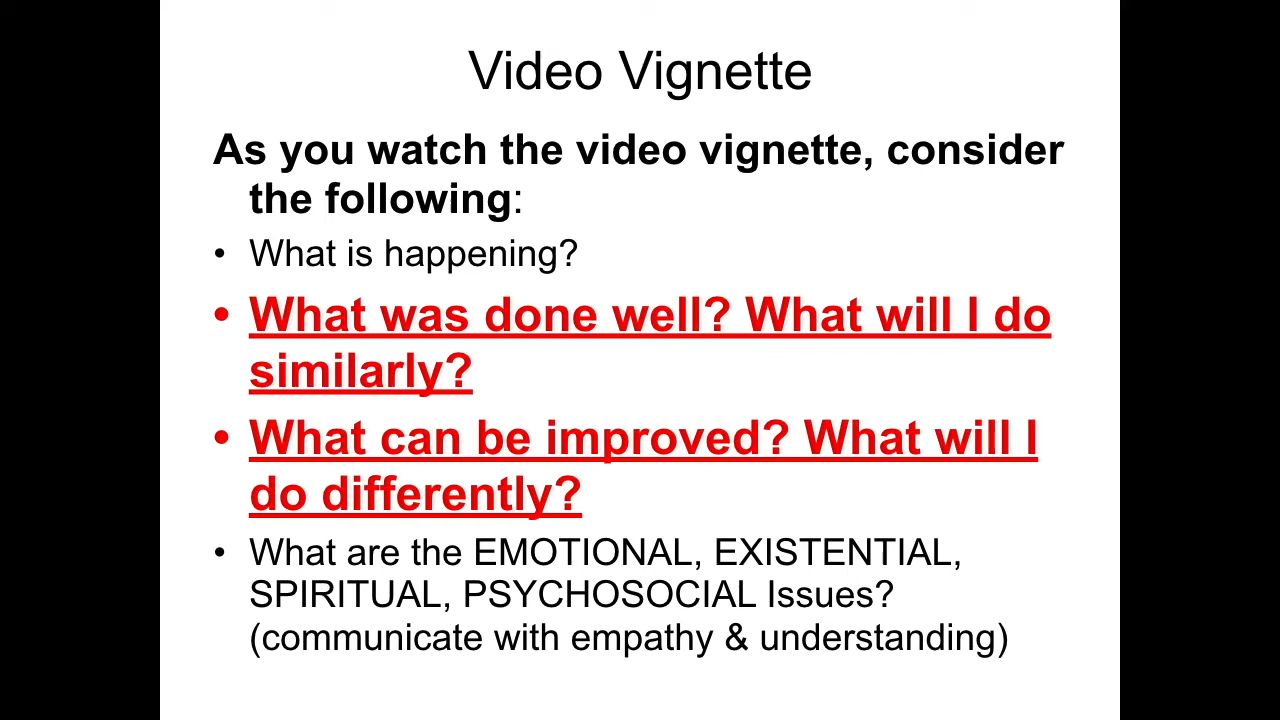 Video Vignette
As you watch the video vignette, consider
the following:
• What is happening?
• What was done well? What will I do
similarly?
• What can be improved? What will I
do differently?
• What are the EMOTIONAL, EXISTENTIAL,
SPIRITUAL, PSYCHOSOCIAL Issues?
(communicate with empathy & understanding)